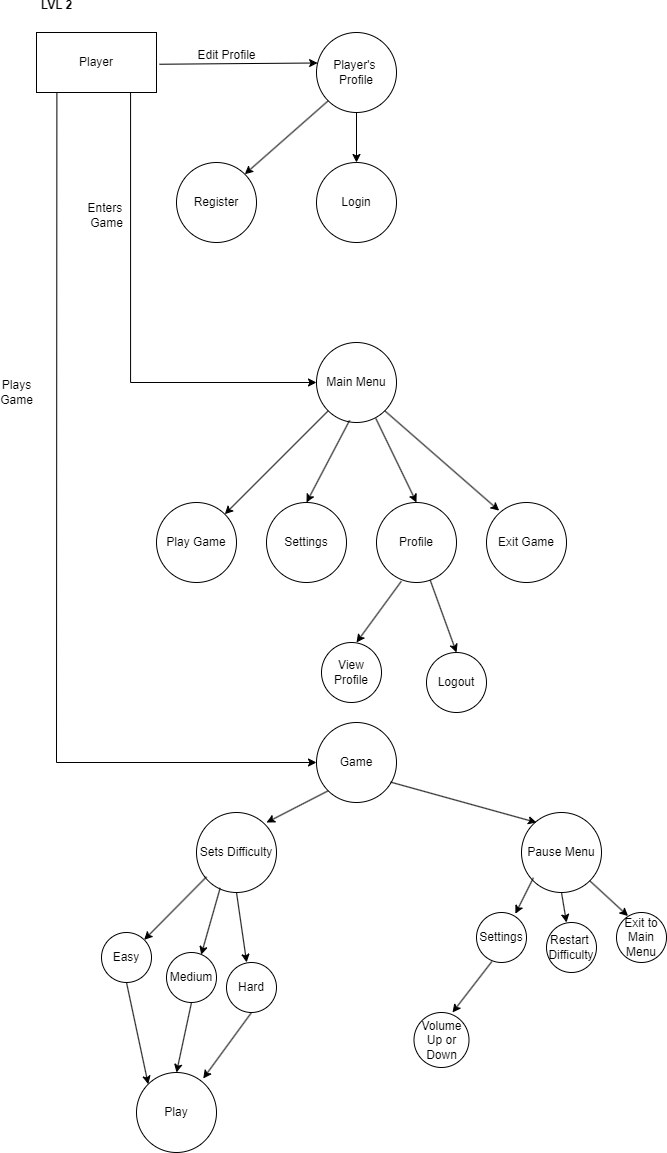 LVL 2
Player
Edit Profile
Player's
Profile
Register
Login
Enters
Game
Plays
Game
Main Menu
Play Game
Settings
Profile
Exit Game
View
Profile
Logout
Game
Sets Difficulty
Pause Menu
Easy
Medium
Hard
Settings
Restart
Difficulty
Exit to
Main
Menu
Volume
Up or
Down
Play